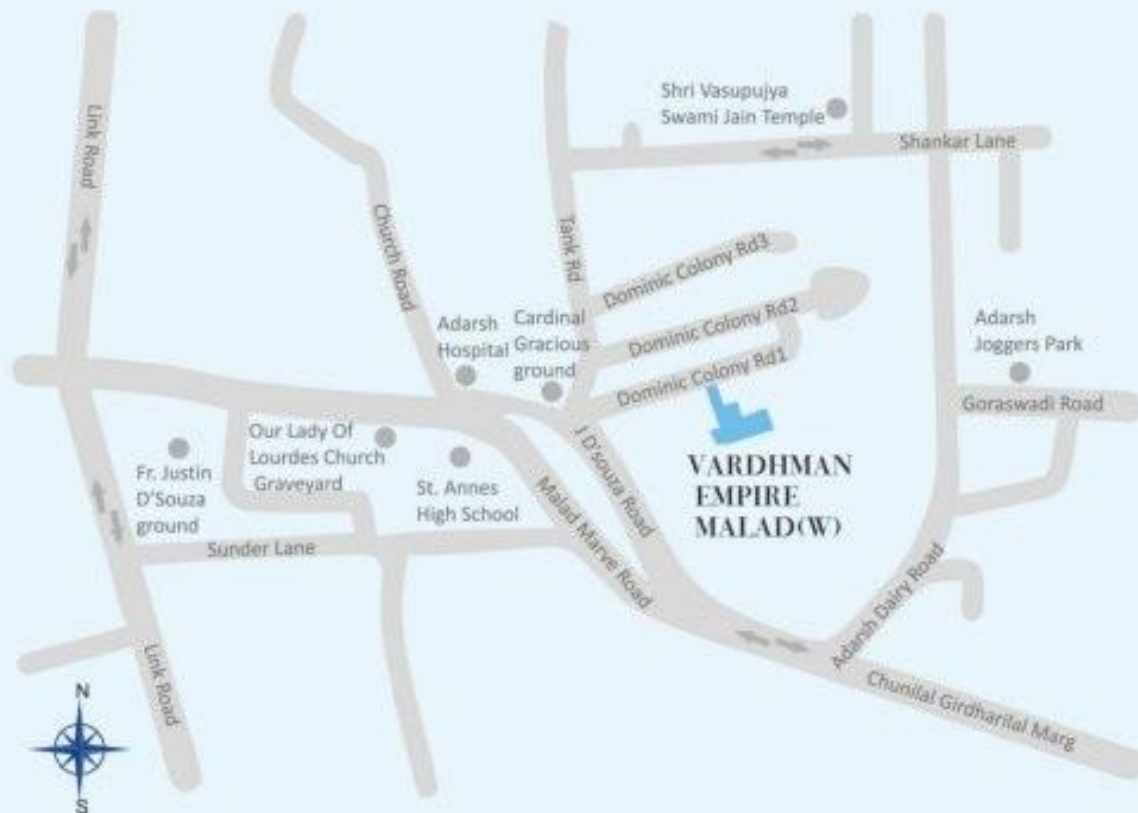 Shri Vasupujya
Swami Jain Temple
Shankar Lane
Link Road
Church Road
Tank Rd
Dominic Colony Rd3
Dominic Colony Rd2
Dominic Colony Rd1
Adarsh
Hospital
Cardinal
Gracious
ground
Adarsh
Joggers Park
Goraswadi Road
Our Lady Of
Lourdes Church
Graveyard
Fr. Justin
D'Souza
ground
St. Annes
High School
J D'souza Road
Malad Marve Road
VARDHMAN
EMPIRE
MALAD(W)
Sunder Lane
Adarsh Dairy Road
Link Road
Chunilal Girdharilal Marg
N
S